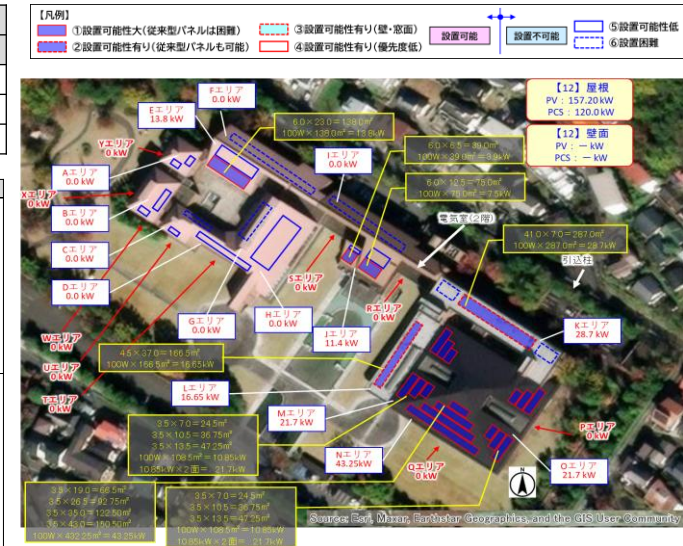 【凡例】
①設置可能性大(従来型パネルは困難)
②設置可能性有り(従来型パネルも可能)
③設置可能性有り(壁・窓面)
④設置可能性有り(優先度低)
設置可能
設置不可能
⑤設置可能性低
⑥設置困難
【12】屋根
PV : 157.20kW
PCS : 120.0kW
【12】壁面
PV : ーkW
PCS : ーkW
Fエリア
0.0 kW
Eエリア
13.8 kW
6.0×23.0=138.0m²
100W×138.0m²=13.8kW
Yエリア
0 kW
Aエリア
0.0 kW
Xエリア
0 kW
Bエリア
0.0 kW
Cエリア
0.0 kW
Dエリア
0.0 kW
Iエリア
0.0 kW
6.0×6.5=39.0m²
100W×39.0m²=3.9kW
6.0×12.5=75.0m²
100W×75.0m²=7.5kW
電気室(2階)
41.0×7.0=287.0m²
100W×287.0m²=28.7kW
引込柱
Sエリア
0 kW
Rエリア
0 kW
Wエリア
0 kW
Uエリア
0 kW
Tエリア
0 kW
Gエリア
0.0 kW
Hエリア
0.0 kW
Jエリア
11.4 kW
Kエリア
28.7 kW
4.5×37.0=166.5m²
100W×166.5m²=16.65kW
Lエリア
16.65 kW
Mエリア
21.7 kW
Nエリア
43.25kW
Qエリア
0 kW
Pエリア
0 kW
Oエリア
21.7 kW
3.5×7.0=24.5m²
3.5×10.5=36.75m²
3.5×13.5=47.25m²
100W×108.5m²=10.85kW
10.85kW×2面= 21.7kW
3.5×19.0=66.5m²
3.5×26.5=92.75m²
3.5×35.0=122.50m²
3.5×43.0=150.50m²
100W×432.25m²=43.25kW
3.5×7.0=24.5m²
3.5×10.5=36.75m²
3.5×13.5=47.25m²
100W×108.5m²=10.85kW
10.85kW×2面= 21.7kW
N
Source: Esri, Maxar, Earthstar Geographics, and the GIS User Community